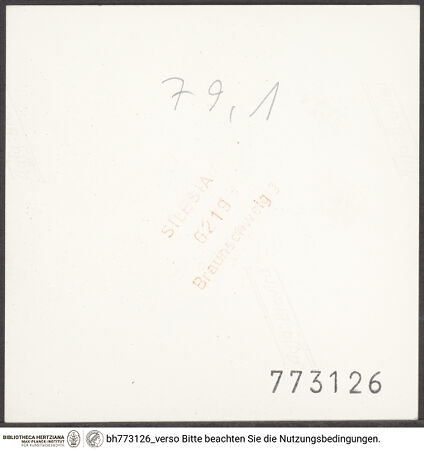 79,1
SILESIA
0219
Braunschweig 3
773126
BIBLIOTHECA HERTZIANA
MAX-PLANCK-INSTITUT
FÜR KUNSTGESCHICHTE
bh773126_verso Bitte beachten Sie die Nutzungsbedingungen.